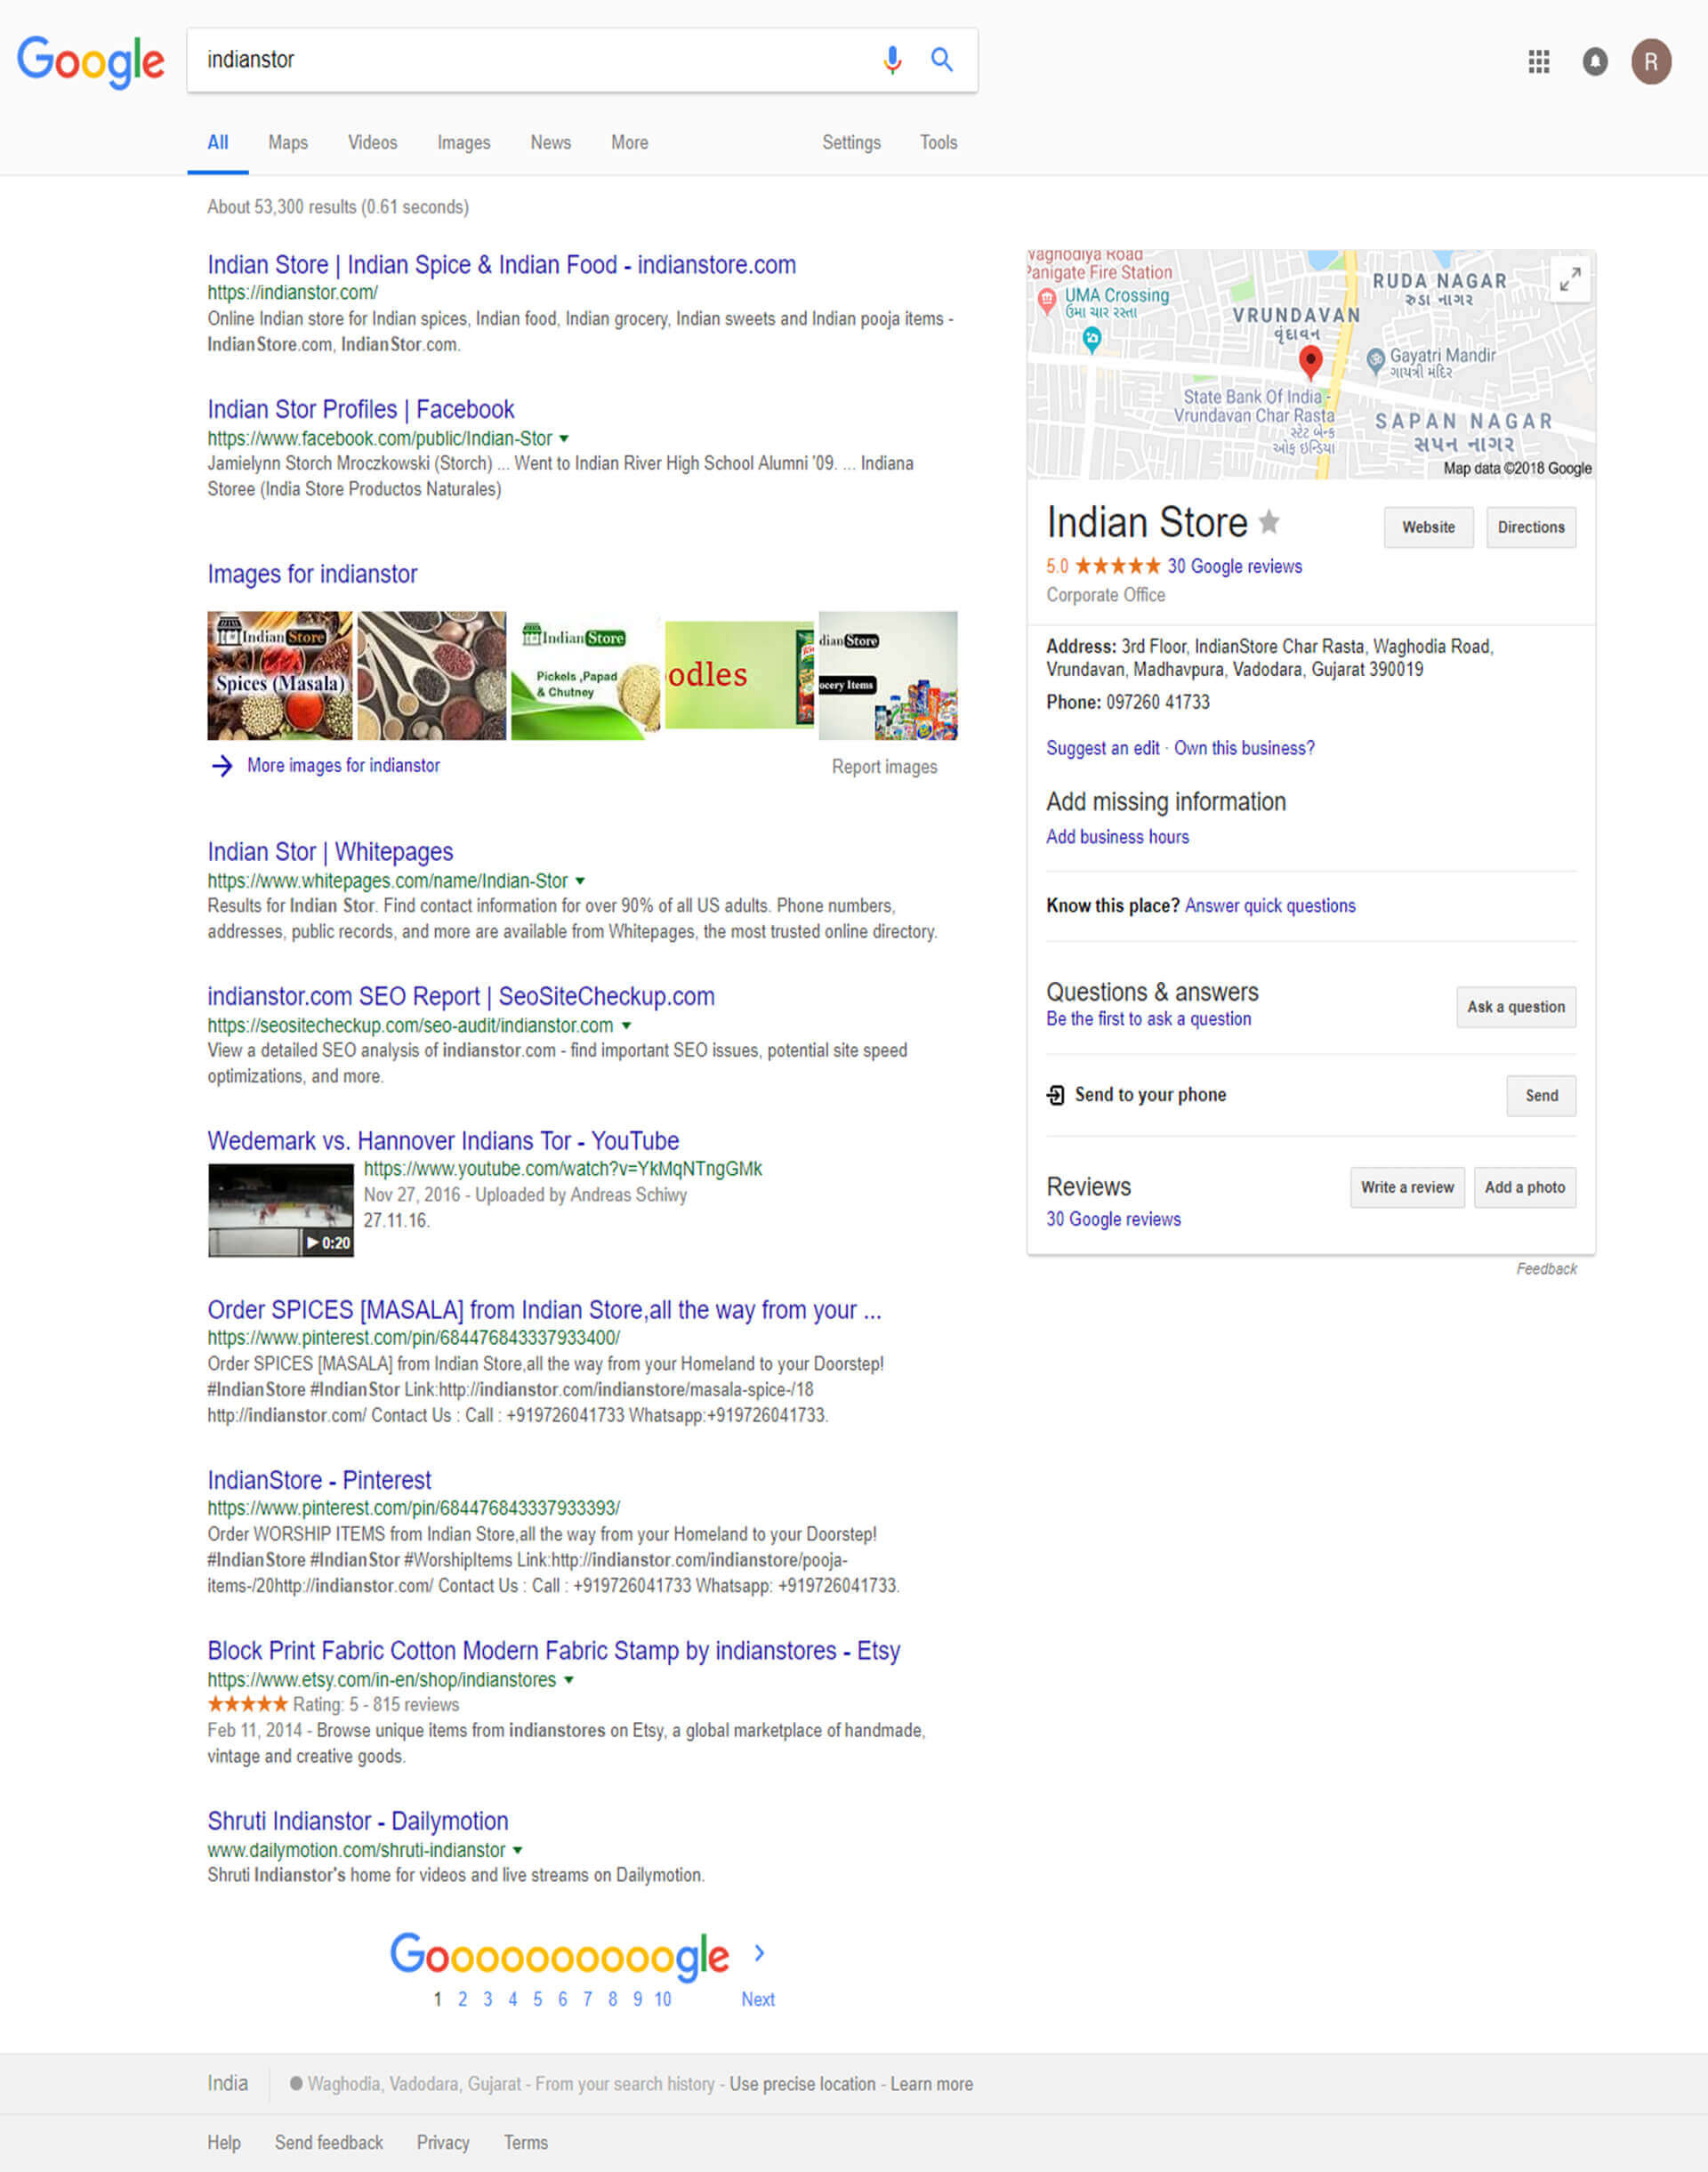 Google
indianstor
R
All Maps Videos Images News More Settings Tools
About 53,300 results (0.61 seconds)
Indian Store | Indian Spice & Indian Food - indianstore.com
https://indianstor.com/
Online Indian store for Indian spices, Indian food, Indian grocery, Indian sweets and Indian pooja items -
IndianStore.com, IndianStor.com.
Indian Stor Profiles | Facebook
https://www.facebook.com/public/Indian-Stor
Jamielynn Storch Mroczkowski (Storch) ... Went to Indian River High School Alumni '09. ... Indiana
Storee (India Store Productos Naturales)
Images for indianstor
Indian Store
Spices (Masala)
Indian Store
Pickels ,Papad
& Chutney
odles
dian Store
ocery Items
More images for indianstor
Report images
Indian Stor | Whitepages
https://www.whitepages.com/name/Indian-Stor
Results for Indian Stor. Find contact information for over 90% of all US adults. Phone numbers,
addresses, public records, and more are available from Whitepages, the most trusted online directory.
indianstor.com SEO Report | SeoSiteCheckup.com
https://seositecheckup.com/seo-audit/indianstor.com
View a detailed SEO analysis of indianstor.com - find important SEO issues, potential site speed
optimizations, and more.
Wedemark vs. Hannover Indians Tor - YouTube
https://www.youtube.com/watch?v=YkMqNTngGMk
Nov 27, 2016 - Uploaded by Andreas Schiwy
27.11.16.
0:20
Order SPICES [MASALA] from Indian Store,all the way from your ...
https://www.pinterest.com/pin/684476843337933400/
Order SPICES [MASALA] from Indian Store,all the way from your Homeland to your Doorstep!
#IndianStore #IndianStor Link:http://indianstor.com/indianstore/masala-spice-/18
http://indianstor.com/ Contact Us : Call : +919726041733 Whatsapp:+919726041733.
IndianStore - Pinterest
https://www.pinterest.com/pin/684476843337933393/
Order WORSHIP ITEMS from Indian Store,all the way from your Homeland to your Doorstep!
#IndianStore #IndianStor #WorshipItems Link:http://indianstor.com/indianstore/pooja-
items-/20http://indianstor.com/ Contact Us : Call : +919726041733 Whatsapp: +919726041733.
Block Print Fabric Cotton Modern Fabric Stamp by indianstores - Etsy
https://www.etsy.com/in-en/shop/indianstores
Rating: 5 - 815 reviews
Feb 11, 2014 - Browse unique items from indianstores on Etsy, a global marketplace of handmade,
vintage and creative goods.
Shruti Indianstor - Dailymotion
www.dailymotion.com/shruti-indianstor
Shruti Indianstor's home for videos and live streams on Dailymotion.
Goooooooooogle
1 2 3 4 5 6 7 8 9 10 Next
Vaghodiya Road
Panigate Fire Station
UMA Crossing
ઉમા ચાર રસ્તા
VRUNDAVAN
વૃંદાવન
RUDA NAGAR
રુડા નાગર
Gayatri Mandir
ગાયત્રી મંદિર
State Bank Of India -
Vrundavan Char Rasta
સ્ટેટ બેન્ક
ઓફ ઇન્ડિયા
SAPAN NAGAR
સપન નાગર
Map data ©2018 Google
Indian Store
Website Directions
5.0 30 Google reviews
Corporate Office
Address: 3rd Floor, IndianStore Char Rasta, Waghodia Road,
Vrundavan, Madhavpura, Vadodara, Gujarat 390019
Phone: 097260 41733
Suggest an edit · Own this business?
Add missing information
Add business hours
Know this place? Answer quick questions
Questions & answers
Be the first to ask a question
Ask a question
Send to your phone
Send
Reviews
Write a review Add a photo
30 Google reviews
Feedback
India
Waghodia, Vadodara, Gujarat - From your search history - Use precise location - Learn more
Help Send feedback Privacy Terms